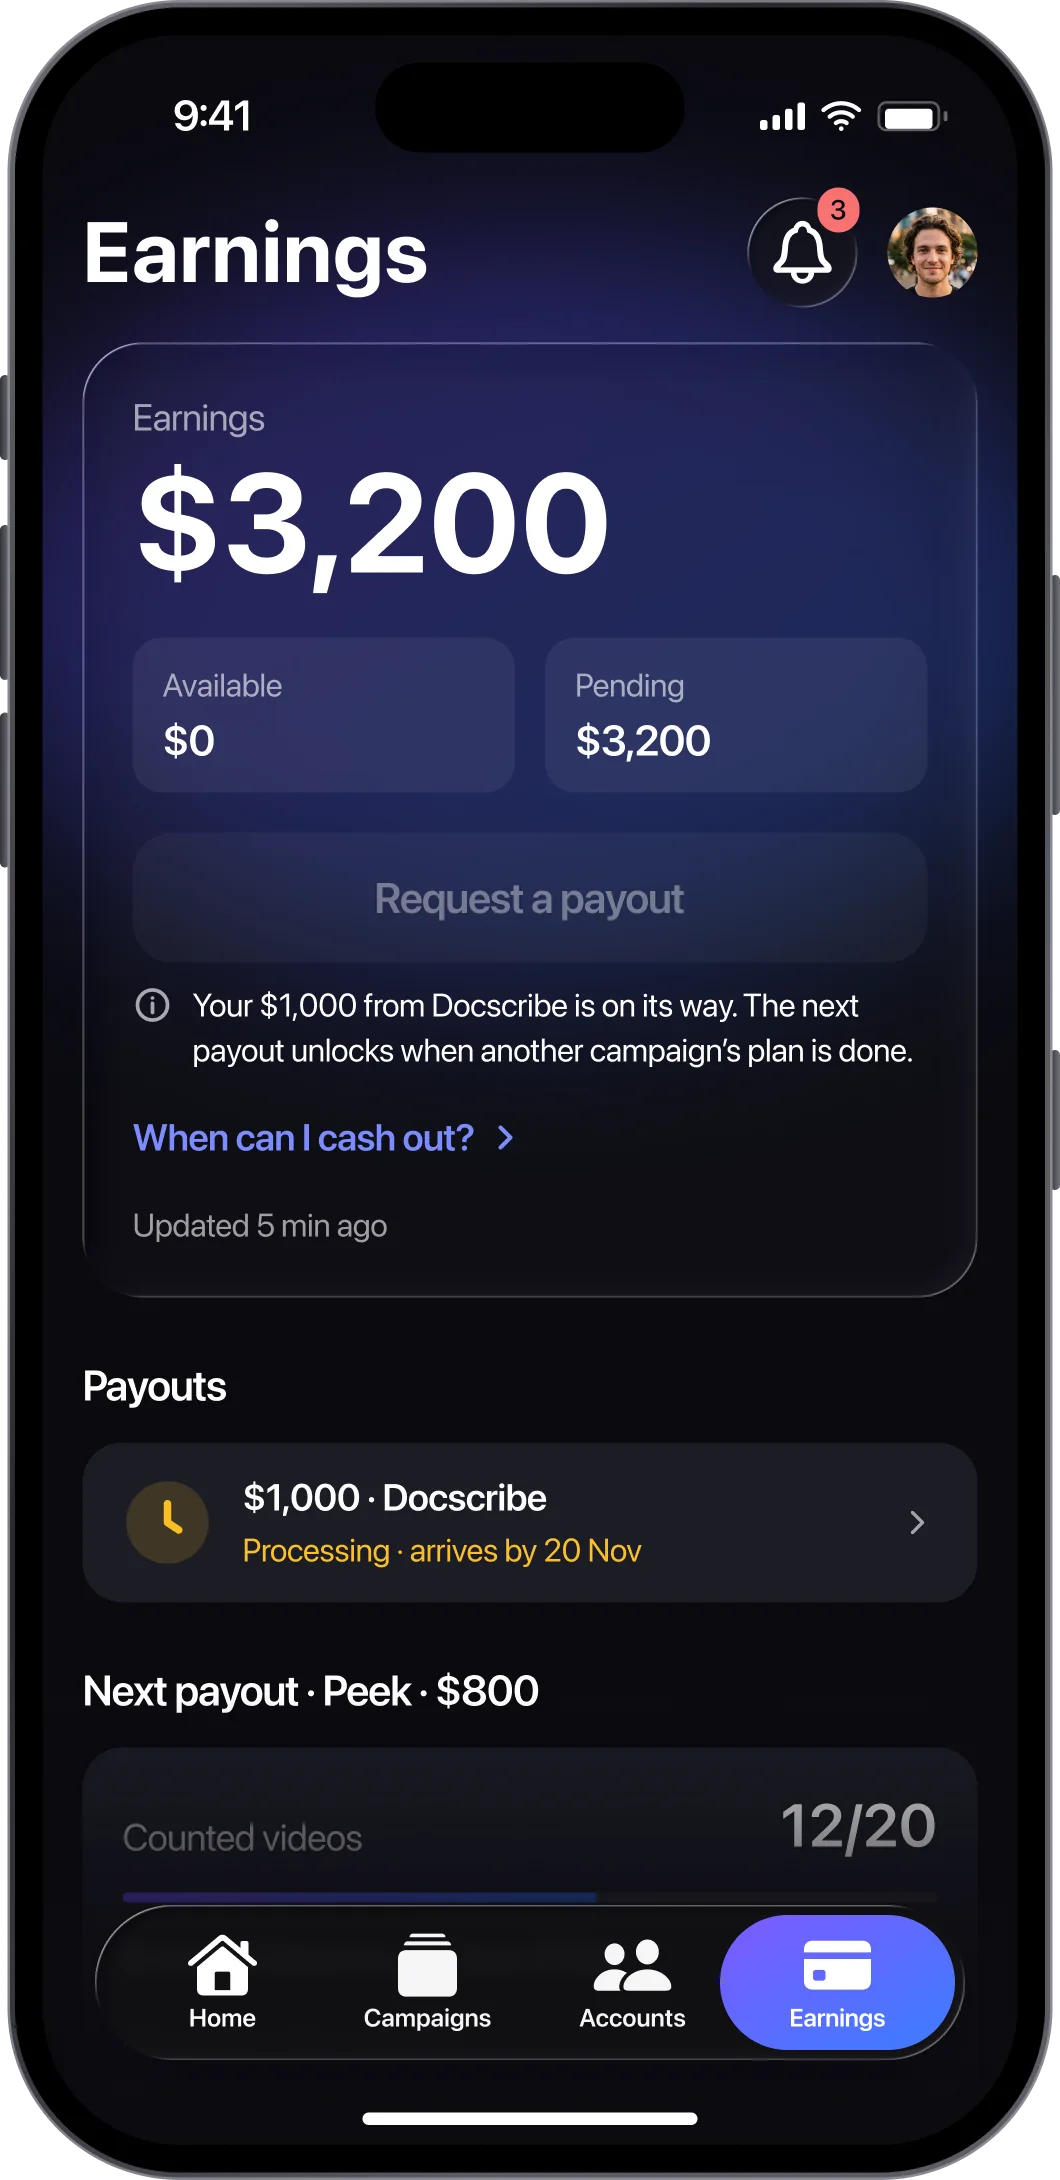 9:41
Earnings
3
Earnings
$3,200
Available
$0
Pending
$3,200
Request a payout
Your $1,000 from Docscribe is on its way. The next
payout unlocks when another campaign’s plan is done.
When can I cash out?
Updated 5 min ago
Payouts
$1,000 · Docscribe
Processing · arrives by 20 Nov
Next payout · Peek · $800
Counted videos
12/20
Home
Campaigns
Accounts
Earnings